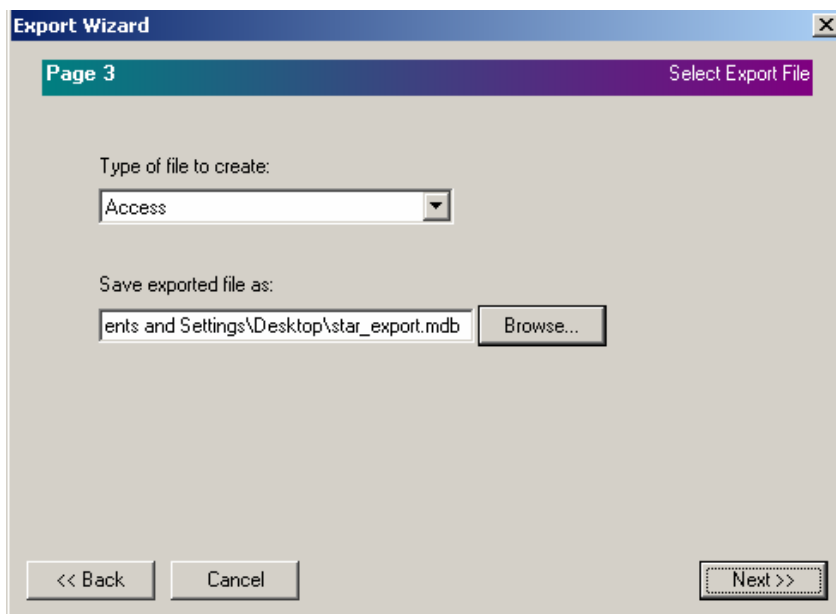 Export Wizard
Page 3 Select Export File
Type of file to create:
Access
Save exported file as:
ents and Settings\Desktop\star_export.mdb Browse...
<< Back Cancel Next >>